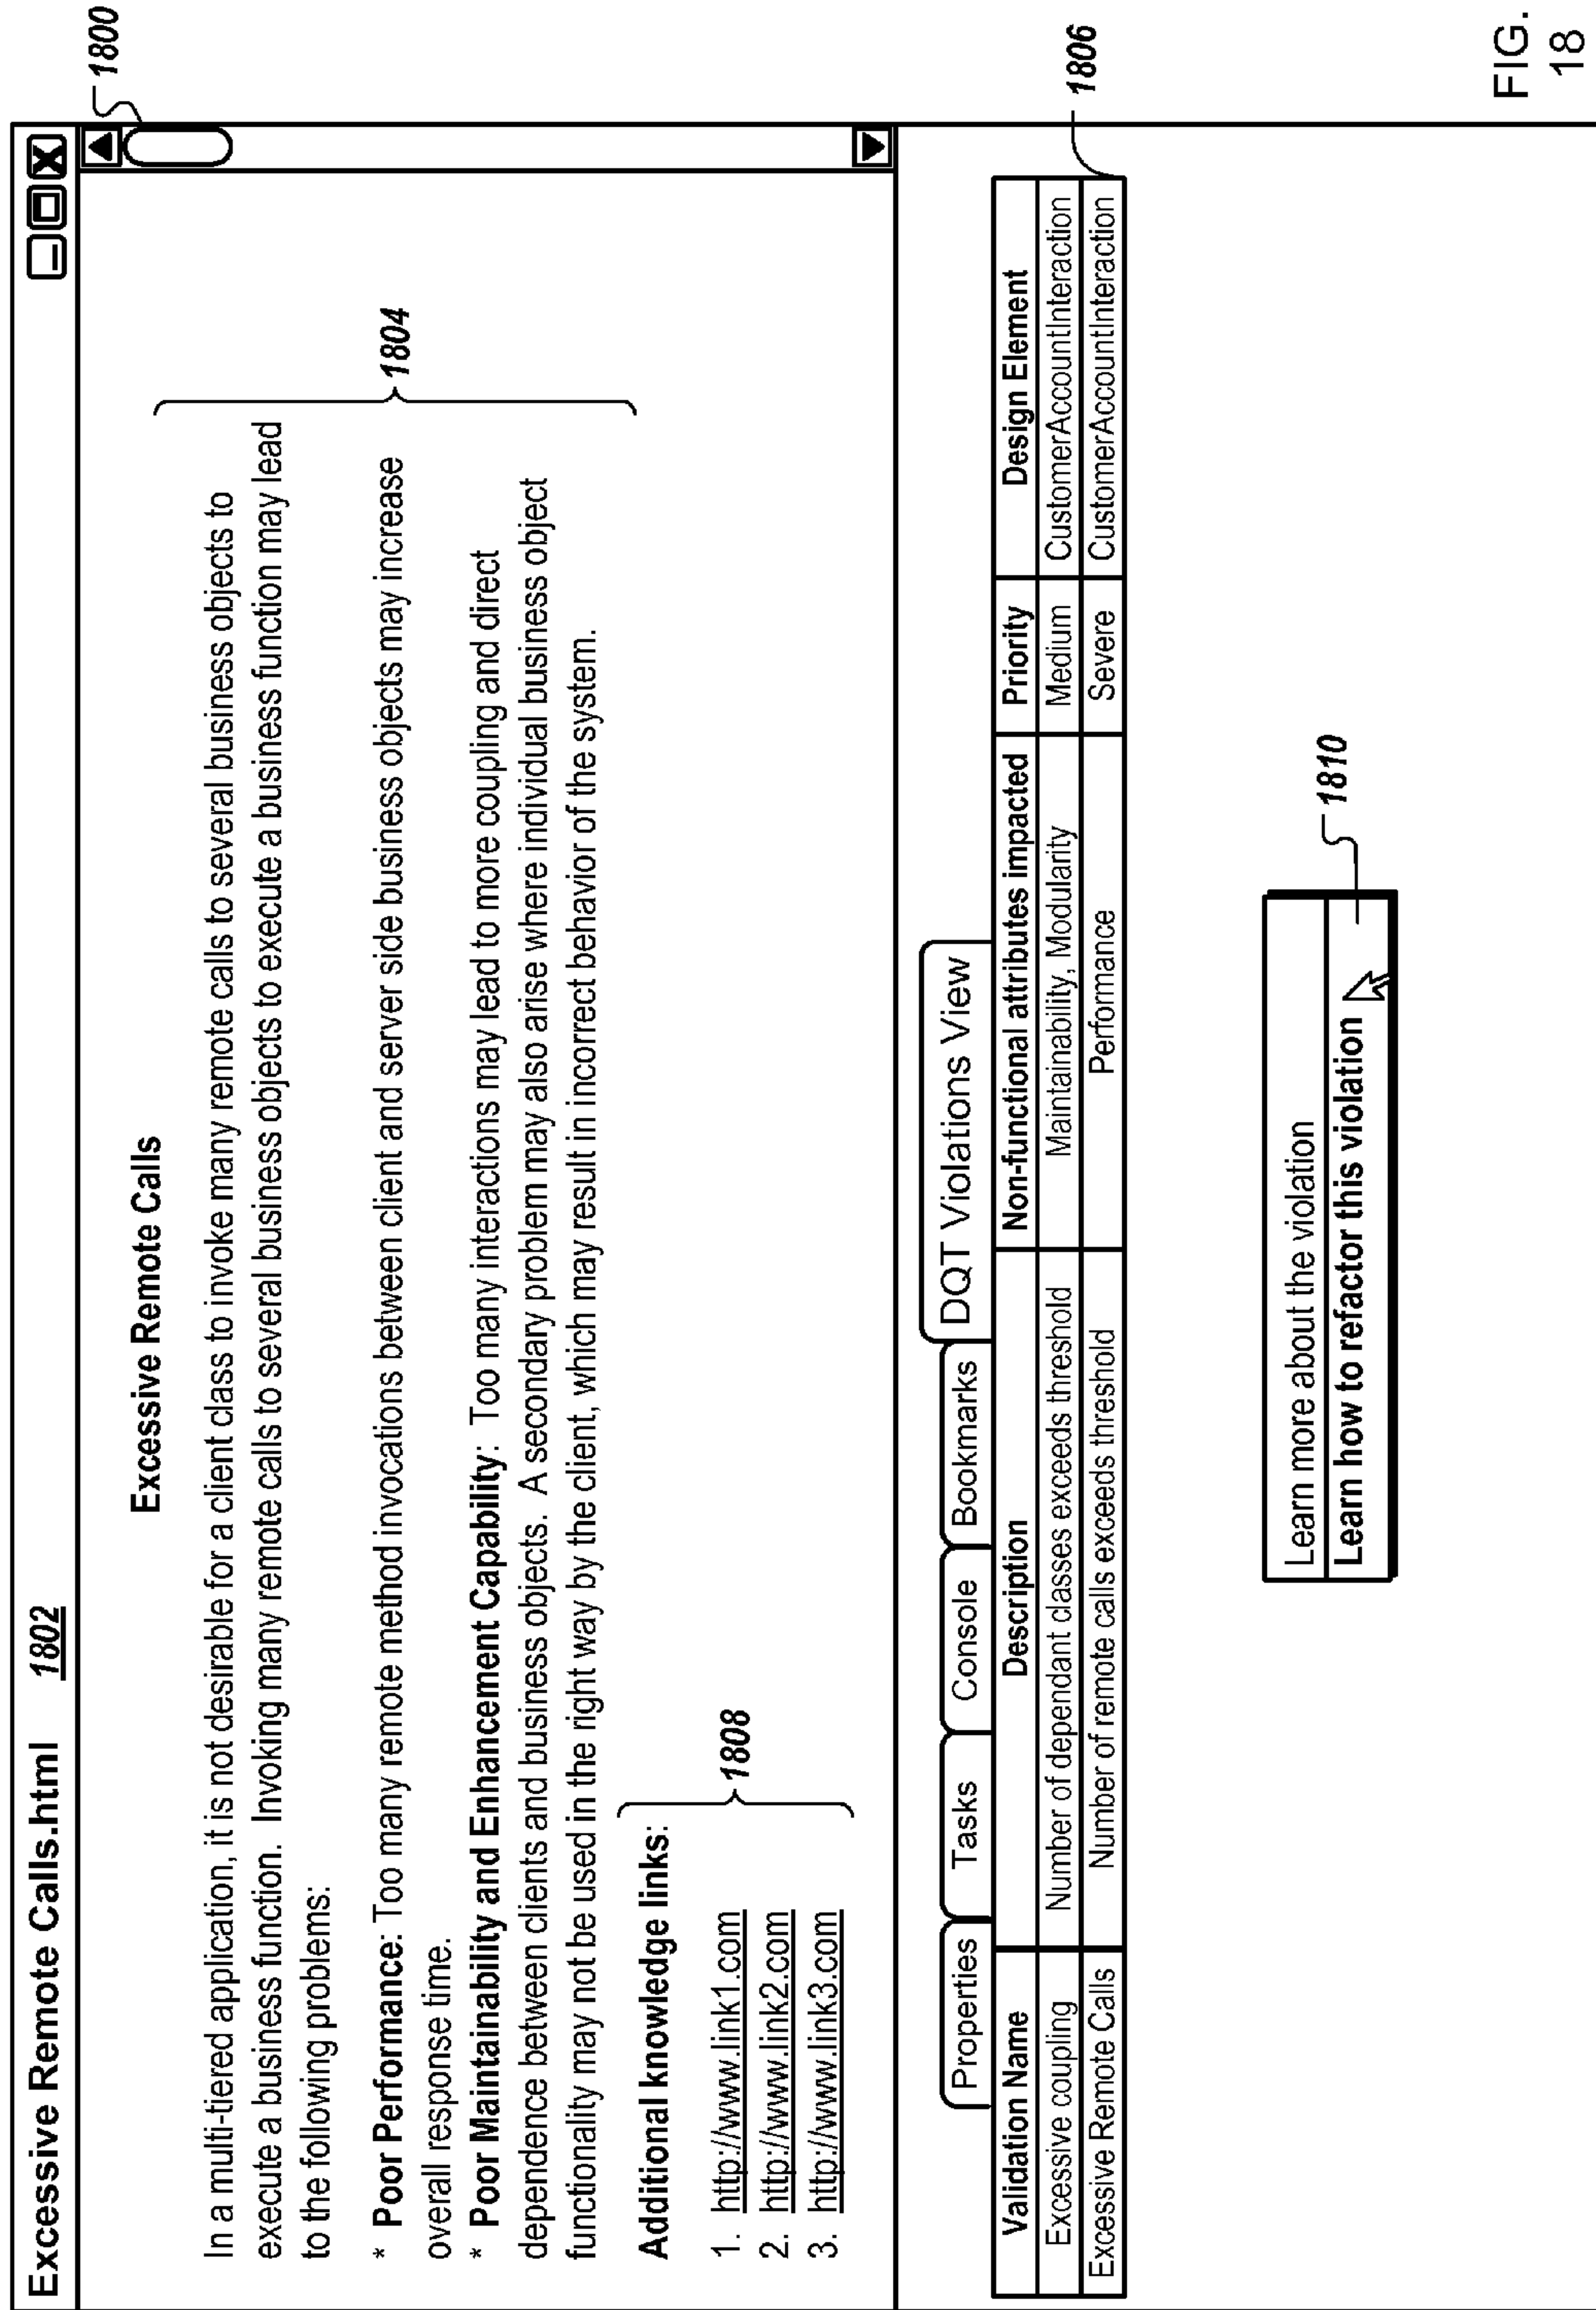 Excessive Remote Calls.html 1802
1800
Excessive Remote Calls
In a multi-tiered application, it is not desirable for a client class to invoke many remote calls to several business objects to
execute a business function. Invoking many remote calls to several business objects to execute a business function may lead
to the following problems:
* Poor Performance: Too many remote method invocations between client and server side business objects may increase
overall response time.
* Poor Maintainability and Enhancement Capability: Too many interactions may lead to more coupling and direct
dependence between clients and business objects. A secondary problem may also arise where individual business object
functionality may not be used in the right way by the client, which may result in incorrect behavior of the system.
1804
Additional knowledge links:
1. http://www.link1.com
2. http://www.link2.com
3. http://www.link3.com
1808
Properties Tasks Console Bookmarks DQT Violations View
1806
Validation Name Description Non-functional attributes impacted Priority Design Element
Excessive coupling Number of dependant classes exceeds threshold Maintainability, Modularity Medium CustomerAccountInteraction
Excessive Remote Calls Number of remote calls exceeds threshold Performance Severe CustomerAccountInteraction
Learn more about the violation
Learn how to refactor this violation
1810
FIG.
18